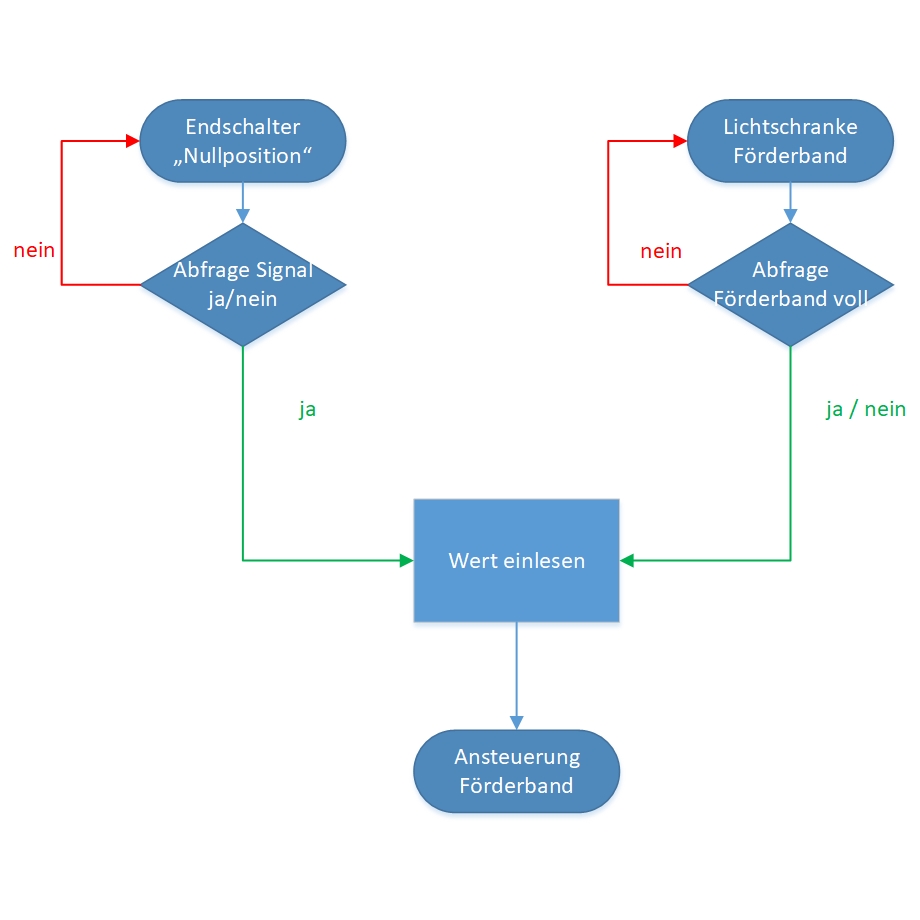 Endschalter
„Nullposition“
Lichtschranke
Förderband
nein
nein
Abfrage Signal
ja/nein
Abfrage
Förderband voll
ja
ja / nein
Wert einlesen
Ansteuerung
Förderband